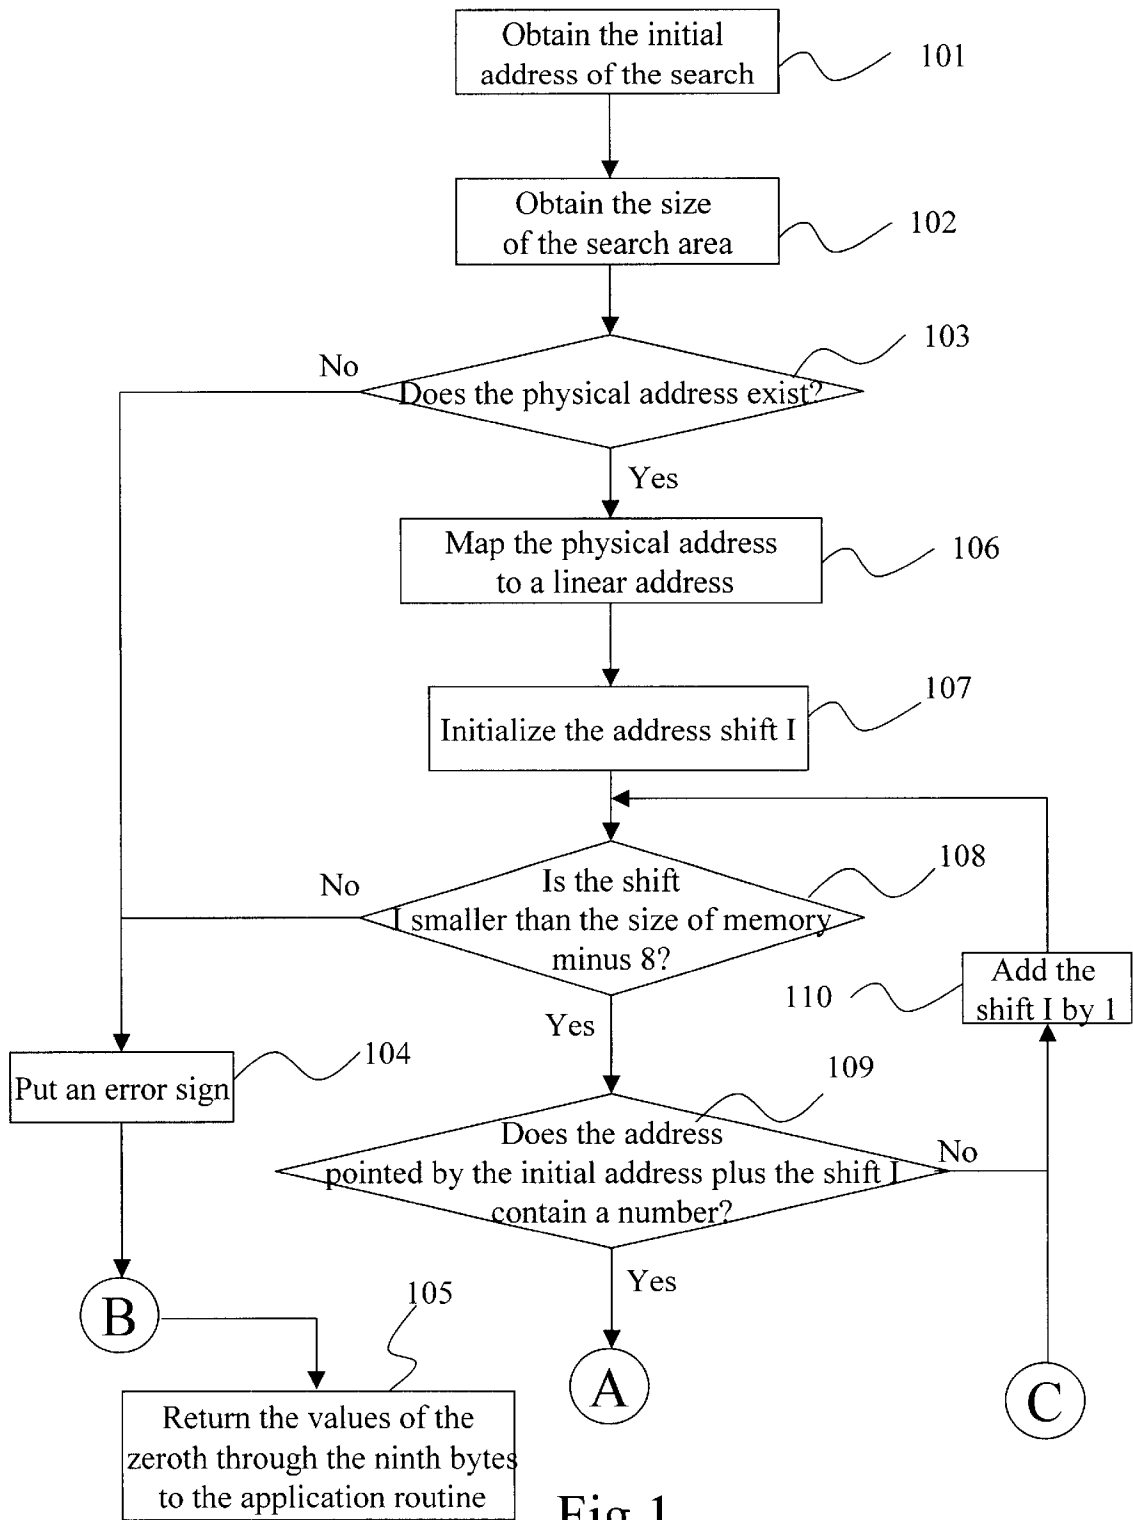 Obtain the initial
address of the search
101
Obtain the size
of the search area
102
103
No
Does the physical address exist?
Yes
Map the physical address
to a linear address
106
107
Initialize the address shift I
108
No
Is the shift
I smaller than the size of memory
minus 8?
Add the
shift I by 1
110
Yes
104
Put an error sign
109
Does the address
pointed by the initial address plus the shift I
contain a number?
No
Yes
B
105
A
C
Return the values of the
zeroth through the ninth bytes
to the application routine
Fig.1